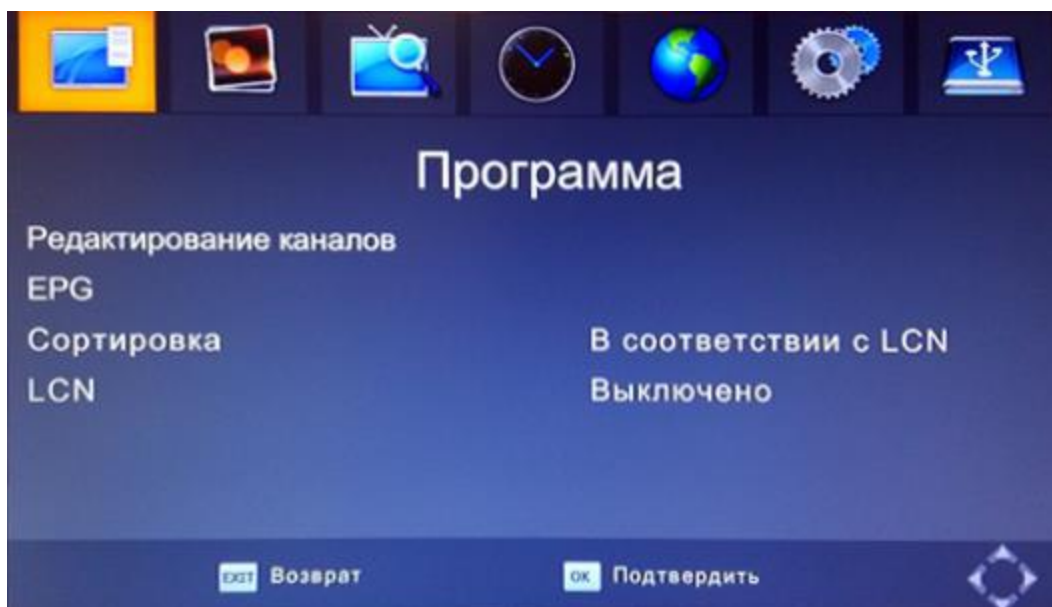 Программа
Редактирование каналов
EPG
Сортировка В соответствии с LCN
LCN Выключено
EXIT Возврат OK Подтвердить